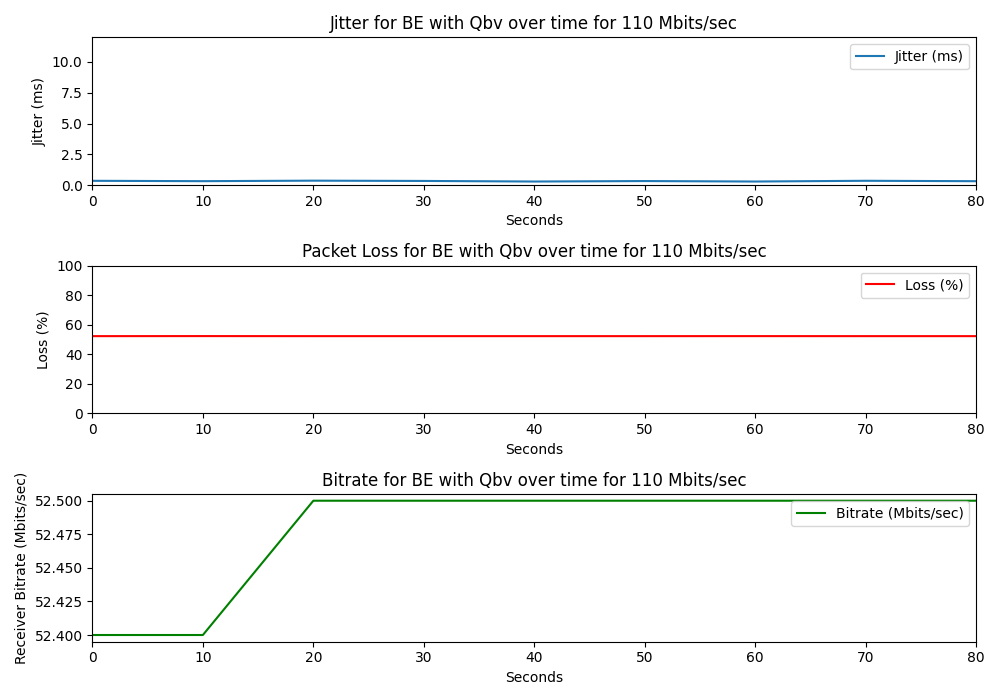 Jitter for BE with Qbv over time for 110 Mbits/sec
10.0
7.5
5.0
2.5
0.0
Jitter (ms)
Jitter (ms)
0 10 20 30 40 50 60 70 80
Seconds
Packet Loss for BE with Qbv over time for 110 Mbits/sec
100
80
60
40
20
0
Loss (%)
Loss (%)
0 10 20 30 40 50 60 70 80
Seconds
Bitrate for BE with Qbv over time for 110 Mbits/sec
52.500
52.475
52.450
52.425
52.400
Receiver Bitrate (Mbits/sec)
Bitrate (Mbits/sec)
0 10 20 30 40 50 60 70 80
Seconds